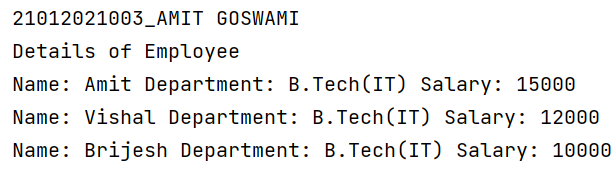 21012021003_AMIT GOSWAMI
Details of Employee
Name: Amit Department: B.Tech(IT) Salary: 15000
Name: Vishal Department: B.Tech(IT) Salary: 12000
Name: Brijesh Department: B.Tech(IT) Salary: 10000